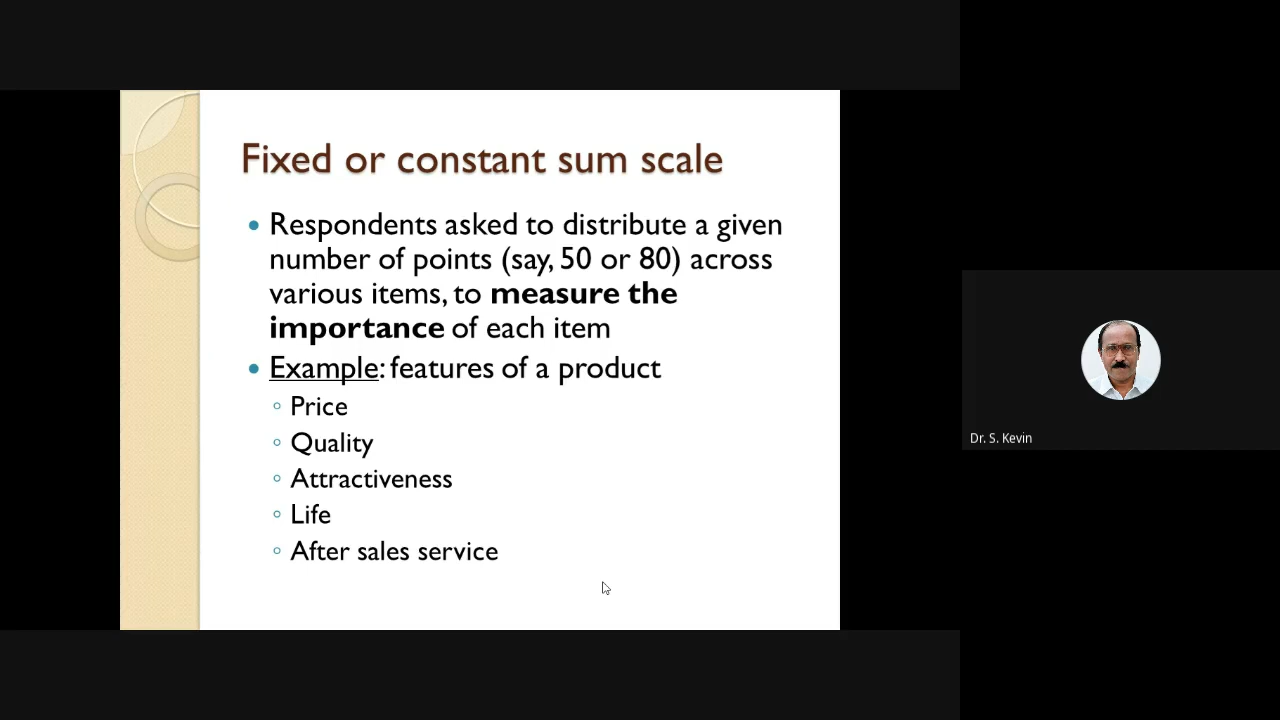 Fixed or constant sum scale
Respondents asked to distribute a given
number of points (say, 50 or 80) across
various items, to measure the
importance of each item
Example: features of a product
Price
Quality
Attractiveness
Life
After sales service
Dr. S. Kevin